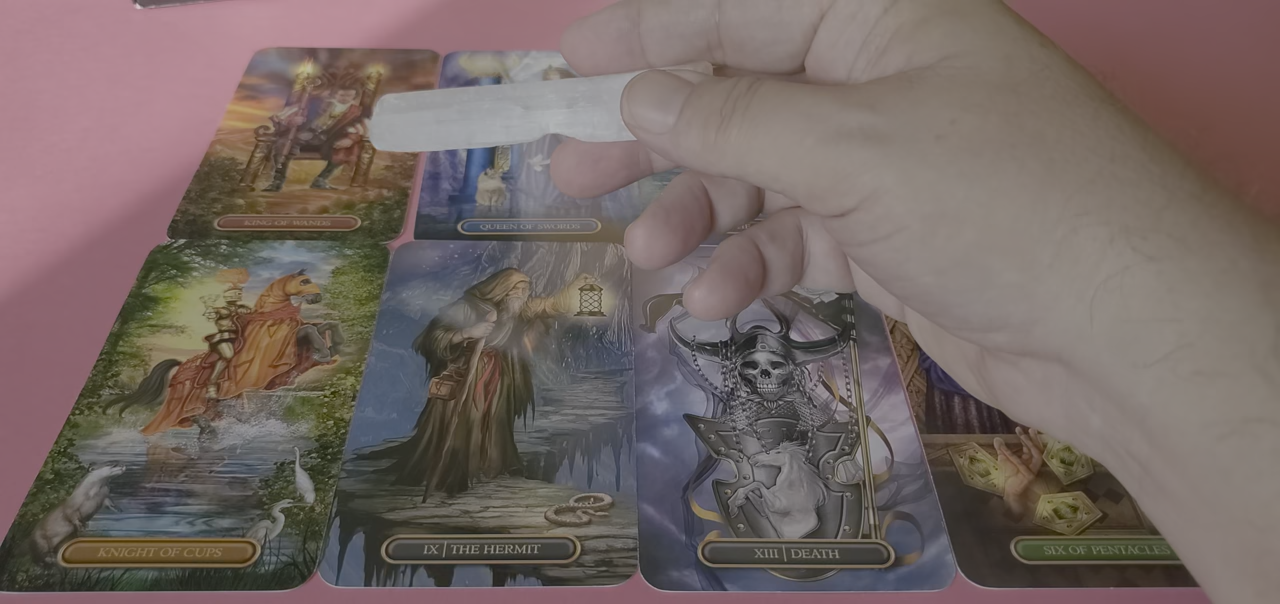 KING OF WANDS
QUEEN OF SWORDS
KNIGHT OF CUPS
IX | THE HERMIT
XIII | DEATH
SIX OF PENTACLES